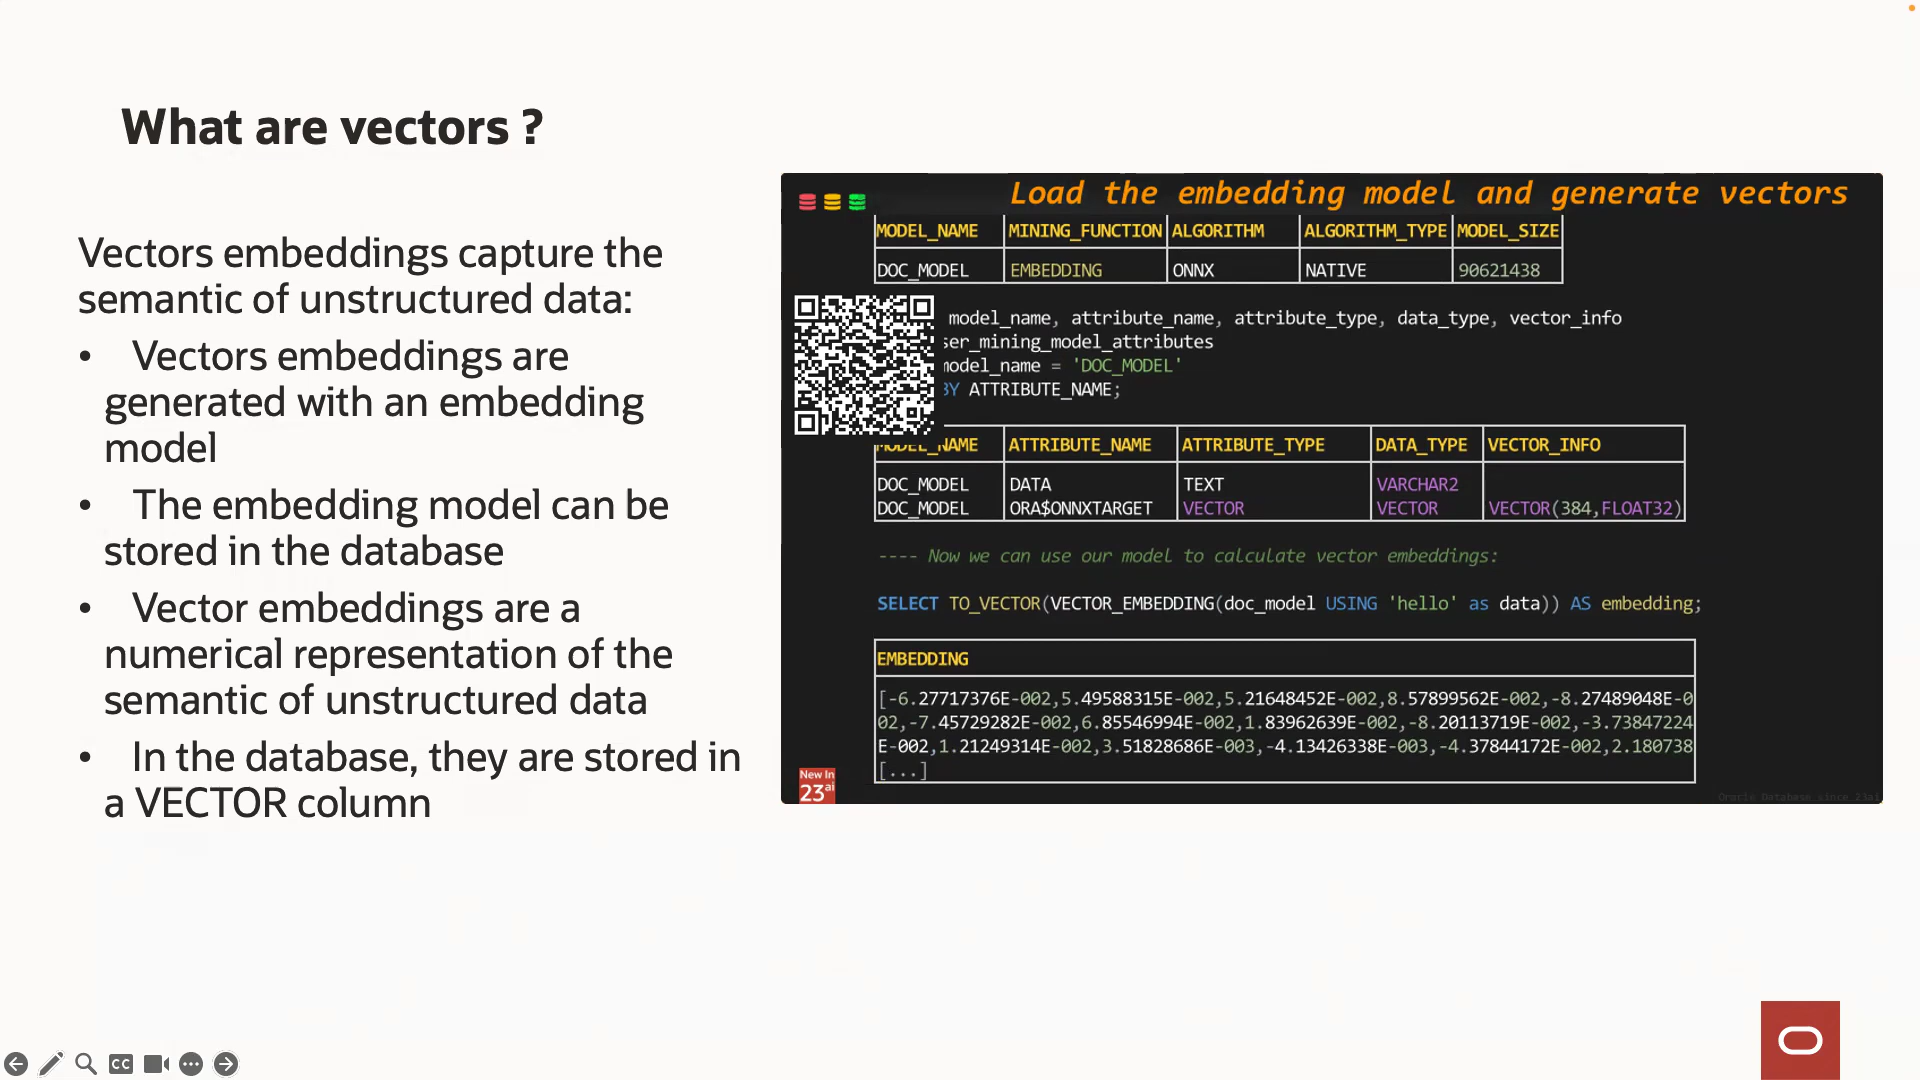 What are vectors ?
Vectors embeddings capture the
semantic of unstructured data:
• Vectors embeddings are
generated with an embedding
model
• The embedding model can be
stored in the database
• Vector embeddings are a
numerical representation of the
semantic of unstructured data
• In the database, they are stored in
a VECTOR column
Load the embedding model and generate vectors
MODEL_NAME MINING_FUNCTION ALGORITHM ALGORITHM_TYPE MODEL_SIZE
DOC_MODEL EMBEDDING ONNX NATIVE 90621438
model_name, attribute_name, attribute_type, data_type, vector_info
ser_mining_model_attributes
model_name = 'DOC_MODEL'
BY ATTRIBUTE_NAME;
MODEL_NAME ATTRIBUTE_NAME ATTRIBUTE_TYPE DATA_TYPE VECTOR_INFO
DOC_MODEL DATA TEXT VARCHAR2
DOC_MODEL ORA$ONNXTARGET VECTOR VECTOR VECTOR(384,FLOAT32)
---- Now we can use our model to calculate vector embeddings:
SELECT TO_VECTOR(VECTOR_EMBEDDING(doc_model USING 'hello' as data)) AS embedding;
EMBEDDING
[-6.27717376E-002,5.49588315E-002,5.21648452E-002,8.57899562E-002,-8.27489048E-0
02,-7.45729282E-002,6.85546994E-002,1.83962639E-002,-8.20113719E-002,-3.73847224
E-002,1.21249314E-002,3.51828686E-003,-4.13426338E-003,-4.37844172E-002,2.180738
[...]
New In
23ai
Oracle Database since 23ai
CC